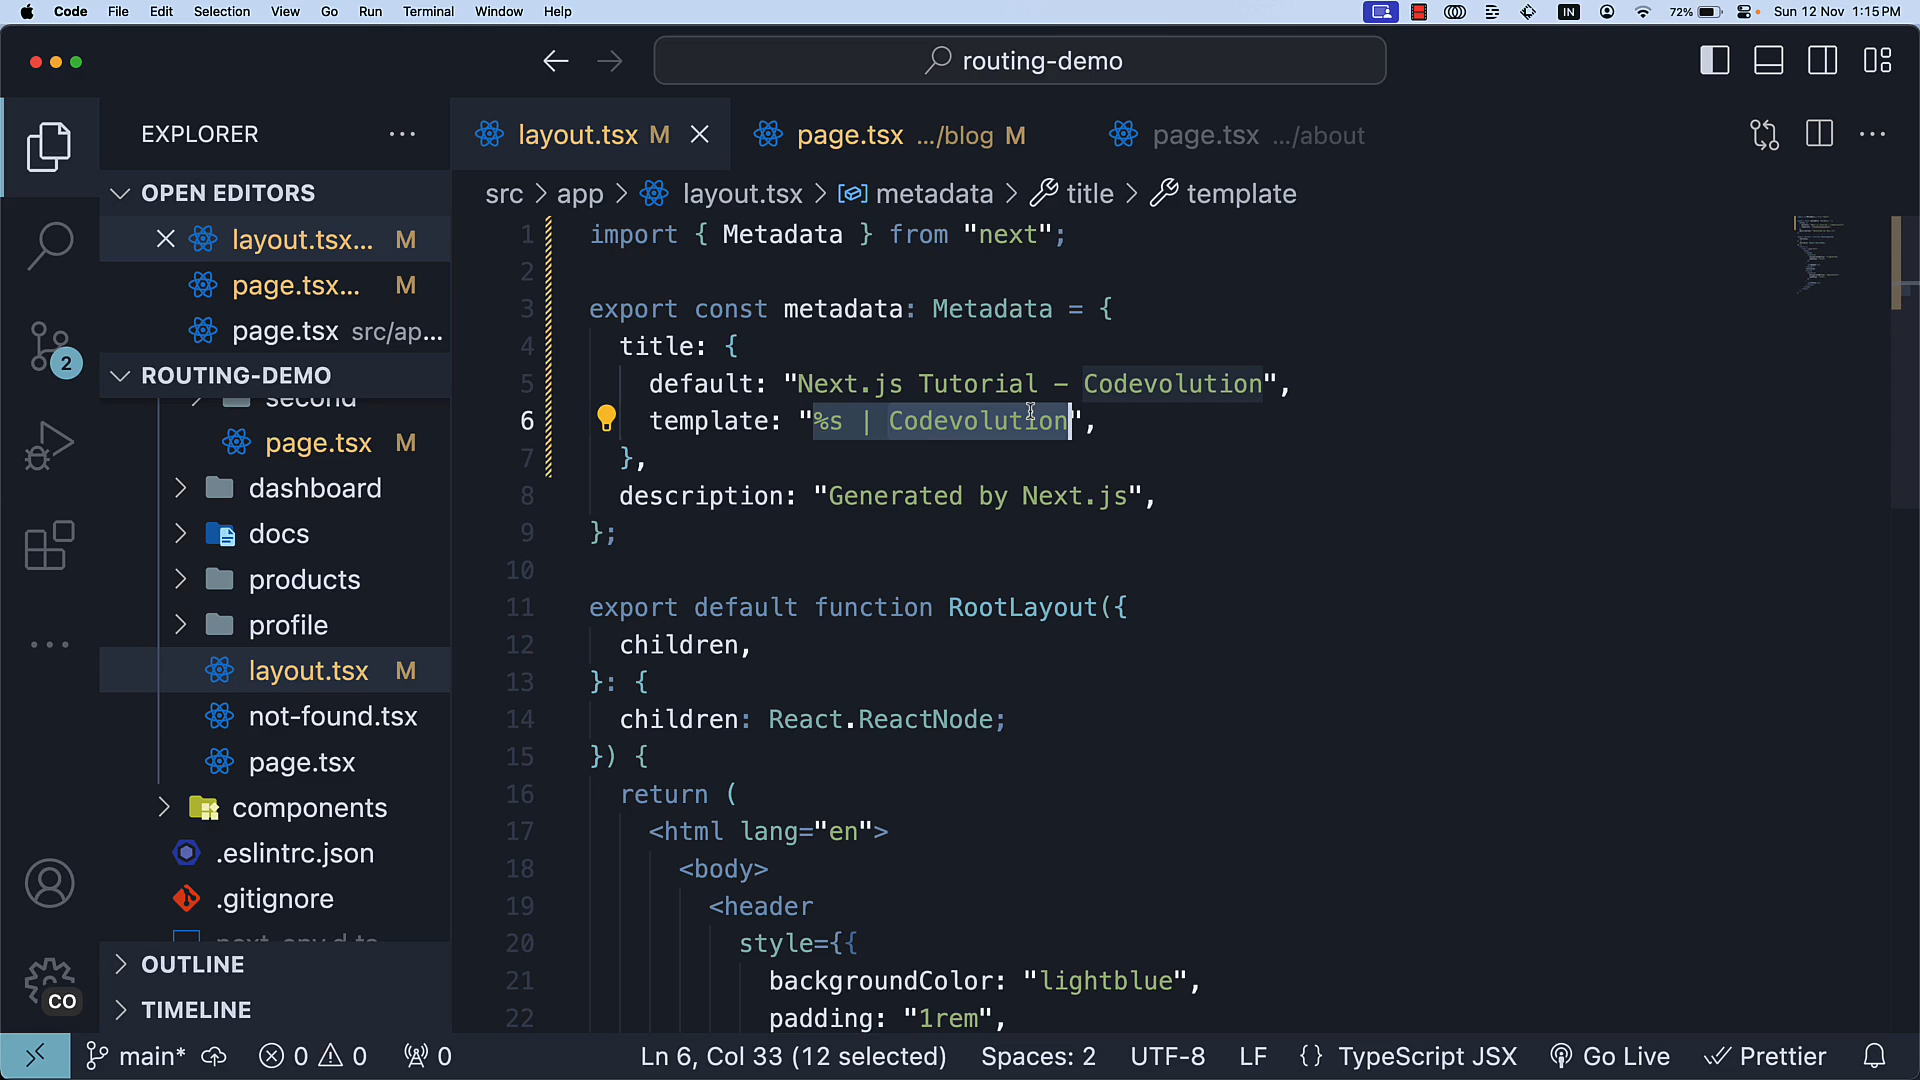 Code File Edit Selection View Go Run Terminal Window Help IN 72% Sun 12 Nov 1:15 PM
routing-demo
EXPLORER
layout.tsx M
page.tsx .../blog M
page.tsx .../about
OPEN EDITORS
layout.tsx... M
page.tsx... M
page.tsx src/ap...
ROUTING-DEMO
second
page.tsx M
dashboard
docs
products
profile
layout.tsx M
not-found.tsx
page.tsx
components
.eslintrc.json
.gitignore
next-env.d.ts
OUTLINE
TIMELINE
2
CO
src > app > layout.tsx > metadata > title > template
1 import { Metadata } from "next";
2
3 export const metadata: Metadata = {
4 title: {
5 default: "Next.js Tutorial - Codevolution",
6 template: "%s | Codevolution",
7 },
8 description: "Generated by Next.js",
9 };
10
11 export default function RootLayout({
12 children,
13 }: {
14 children: React.ReactNode;
15 }) {
16 return (
17 <html lang="en">
18 <body>
19 <header
20 style={{
21 backgroundColor: "lightblue",
22 padding: "1rem",
main* 0 0 0 Ln 6, Col 33 (12 selected) Spaces: 2 UTF-8 LF {} TypeScript JSX Go Live Prettier